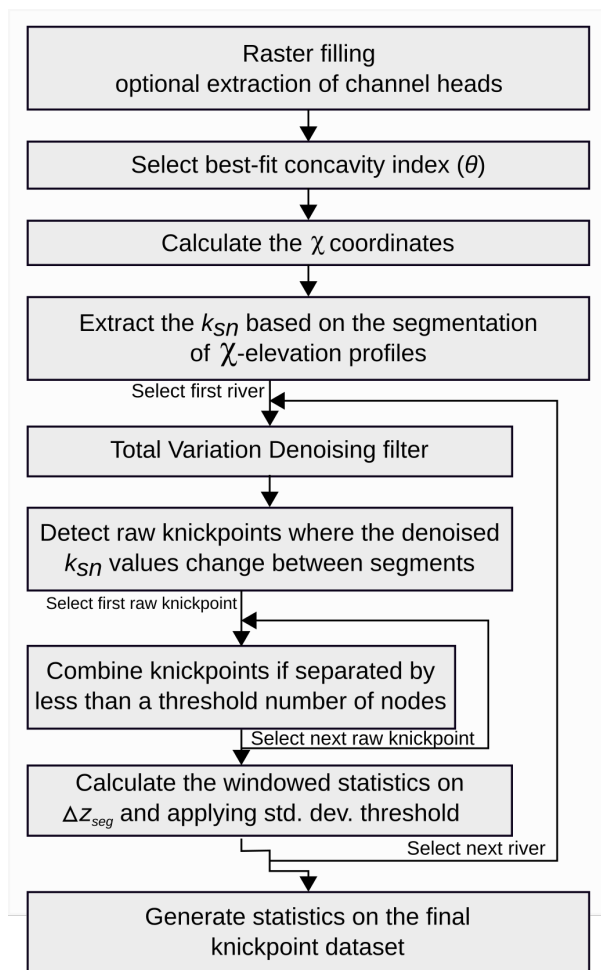 Raster filling
optional extraction of channel heads
Select best-fit concavity index (θ)
Calculate the χ coordinates
Extract the ksn based on the segmentation
of χ-elevation profiles
Select first river
Total Variation Denoising filter
Detect raw knickpoints where the denoised
ksn values change between segments
Select first raw knickpoint
Combine knickpoints if separated by
less than a threshold number of nodes
Select next raw knickpoint
Calculate the windowed statistics on
Δzseg and applying std. dev. threshold
Select next river
Generate statistics on the final
knickpoint dataset